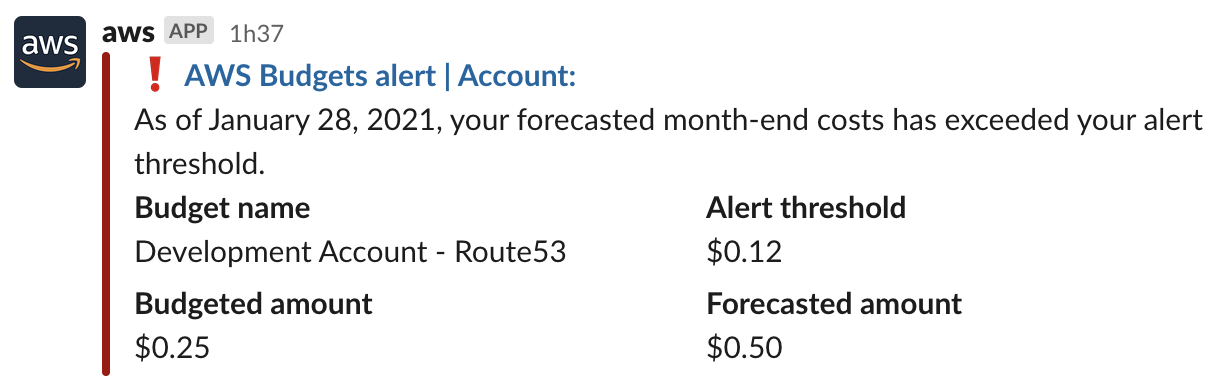 aws
aws APP 1h37
❗ AWS Budgets alert | Account:
As of January 28, 2021, your forecasted month-end costs has exceeded your alert
threshold.
Budget name Alert threshold
Development Account - Route53 $0.12
Budgeted amount Forecasted amount
$0.25 $0.50